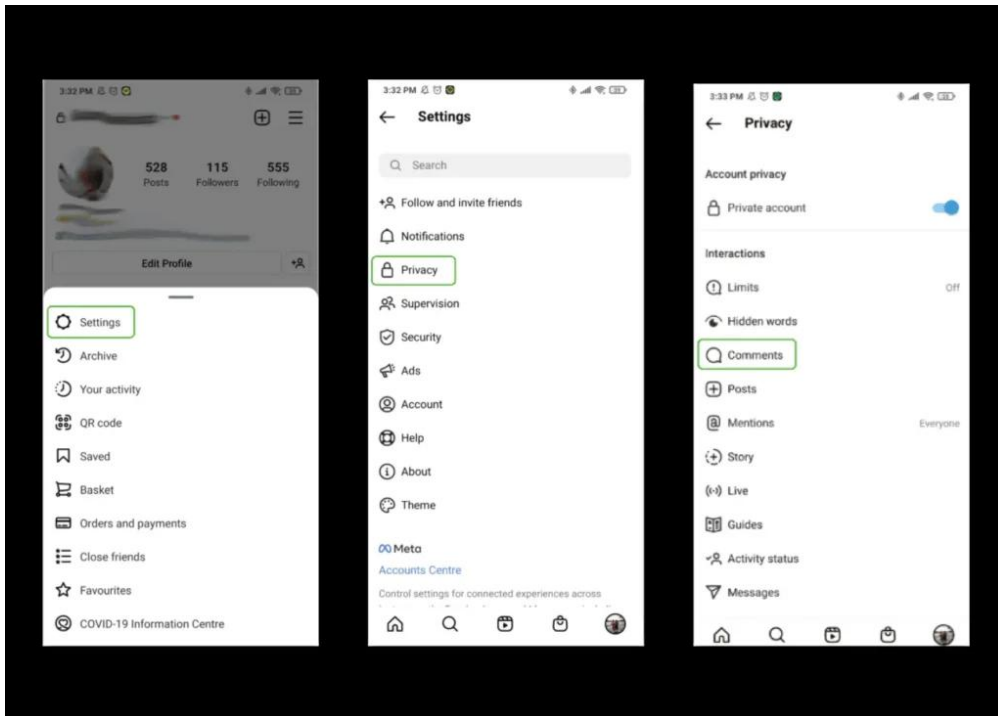 3:32 PM
528 115 555
Posts Followers Following
Edit Profile
Settings
Archive
Your activity
QR code
Saved
Basket
Orders and payments
Close friends
Favourites
COVID-19 Information Centre
3:32 PM
Settings
Search
Follow and invite friends
Notifications
Privacy
Supervision
Security
Ads
Account
Help
About
Theme
Meta
Accounts Centre
Control settings for connected experiences across
3:33 PM
Privacy
Account privacy
Private account
Interactions
Limits Off
Hidden words
Comments
Posts
Mentions Everyone
Story
Live
Guides
Activity status
Messages